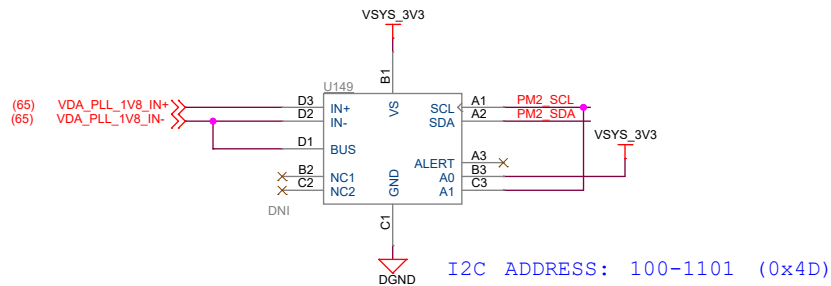 VSYS_3V3
B1
U149
VS
(65) VDA_PLL_1V8_IN+ D3 IN+ SCL A1 PM2_SCL
(65) VDA_PLL_1V8_IN- D2 IN- SDA A2 PM2_SDA
VSYS_3V3
D1 BUS
ALERT A3
B2 NC1 A0 B3
C2 NC2 A1 C3
GND
DNI
C1
DGND
I2C ADDRESS: 100-1101 (0x4D)